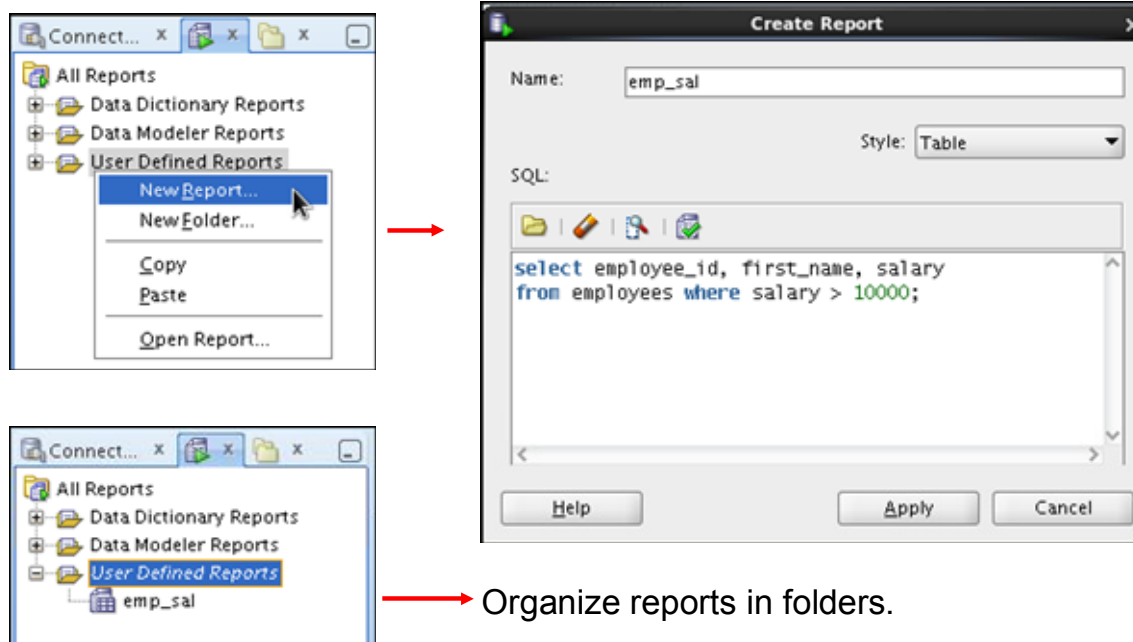 Connect...
All Reports
Data Dictionary Reports
Data Modeler Reports
User Defined Reports
New Report...
New Folder...
Copy
Paste
Open Report...
Create Report
Name: emp_sal
Style: Table
SQL:
select employee_id, first_name, salary
from employees where salary > 10000;
Help Apply Cancel
Connect...
All Reports
Data Dictionary Reports
Data Modeler Reports
User Defined Reports
emp_sal
Organize reports in folders.